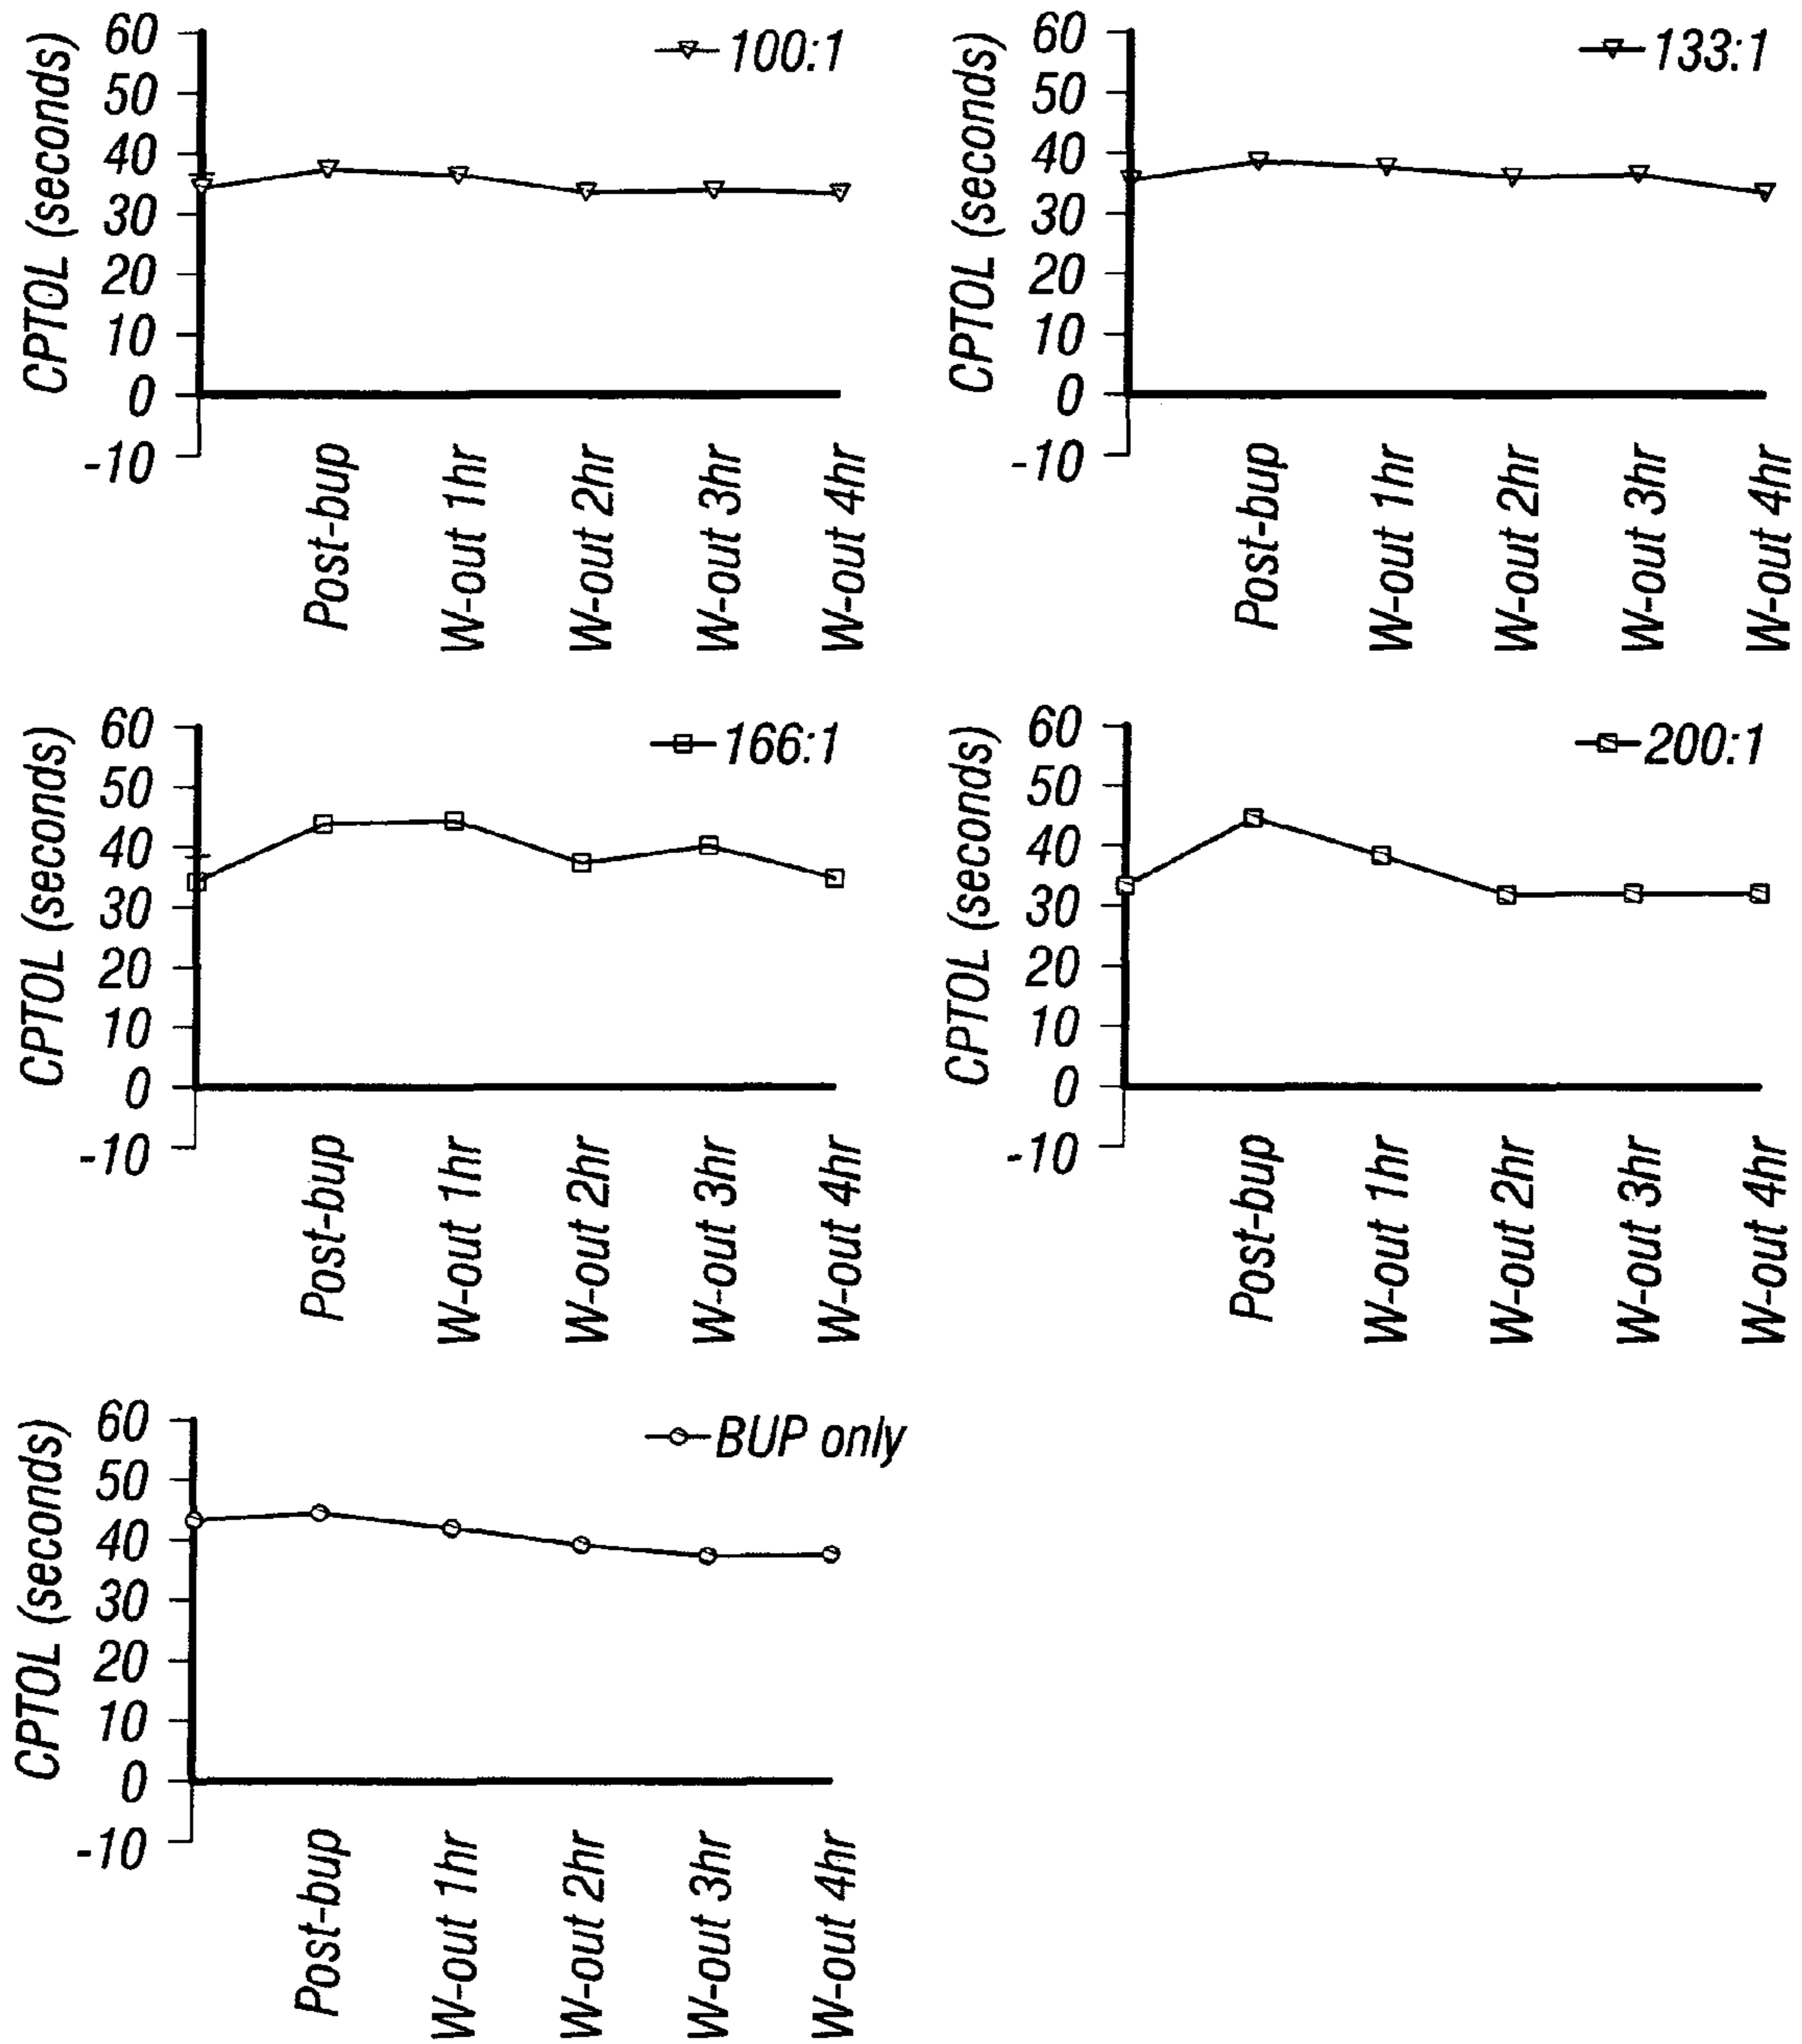 100:1
CPTOL (seconds)
60
50
40
30
20
10
0
-10
Post-bup
W-out 1hr
W-out 2hr
W-out 3hr
W-out 4hr
133:1
CPTOL (seconds)
60
50
40
30
20
10
0
-10
Post-bup
W-out 1hr
W-out 2hr
W-out 3hr
W-out 4hr
166:1
CPTOL (seconds)
60
50
40
30
20
10
0
-10
Post-bup
W-out 1hr
W-out 2hr
W-out 3hr
W-out 4hr
200:1
CPTOL (seconds)
60
50
40
30
20
10
0
-10
Post-bup
W-out 1hr
W-out 2hr
W-out 3hr
W-out 4hr
BUP only
CPTOL (seconds)
60
50
40
30
20
10
0
-10
Post-bup
W-out 1hr
W-out 2hr
W-out 3hr
W-out 4hr